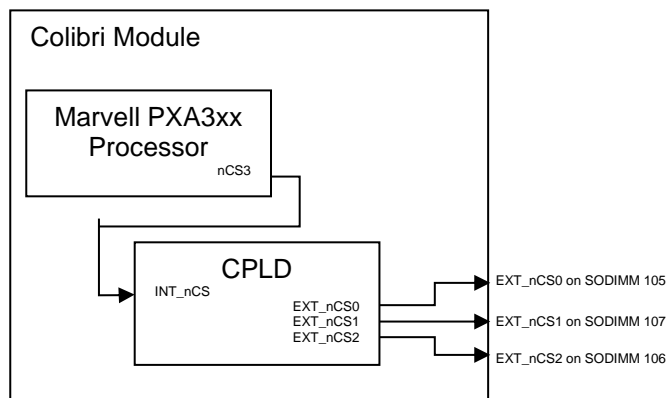 Colibri Module
Marvell PXA3xx
Processor
nCS3
CPLD
INT_nCS
EXT_nCS0
EXT_nCS1
EXT_nCS2
EXT_nCS0 on SODIMM 105
EXT_nCS1 on SODIMM 107
EXT_nCS2 on SODIMM 106